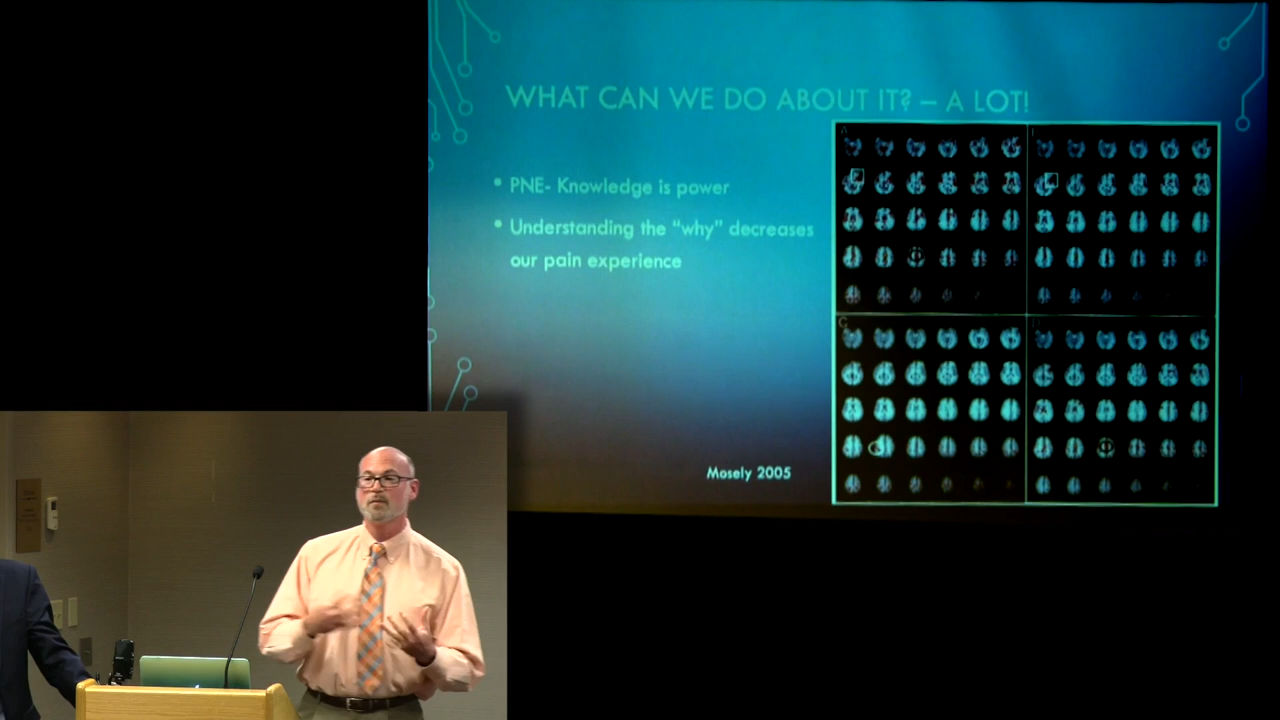 WHAT CAN WE DO ABOUT IT? – A LOT!
• PNE- Knowledge is power
• Understanding the “why” decreases
our pain experience
Mosely 2005